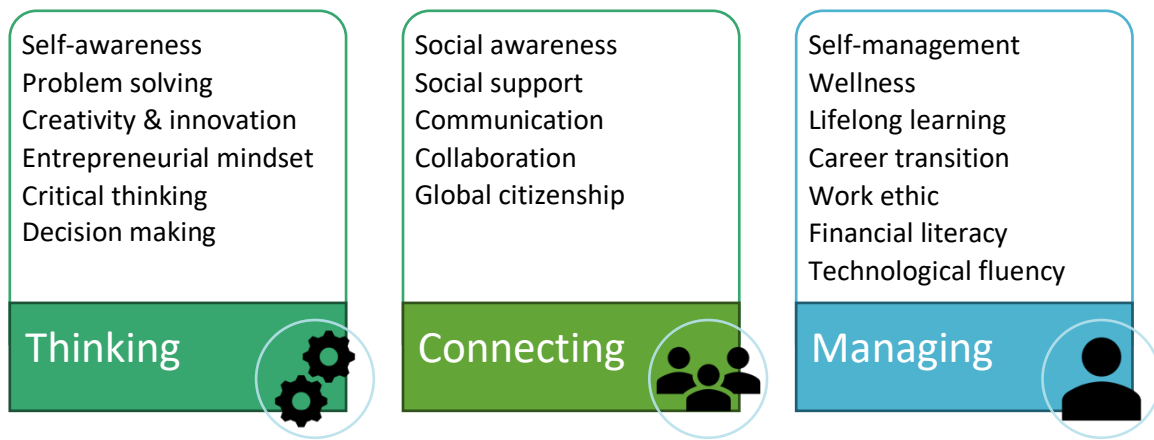 Self-awareness
Problem solving
Creativity & innovation
Entrepreneurial mindset
Critical thinking
Decision making
Thinking
Social awareness
Social support
Communication
Collaboration
Global citizenship
Connecting
Self-management
Wellness
Lifelong learning
Career transition
Work ethic
Financial literacy
Technological fluency
Managing